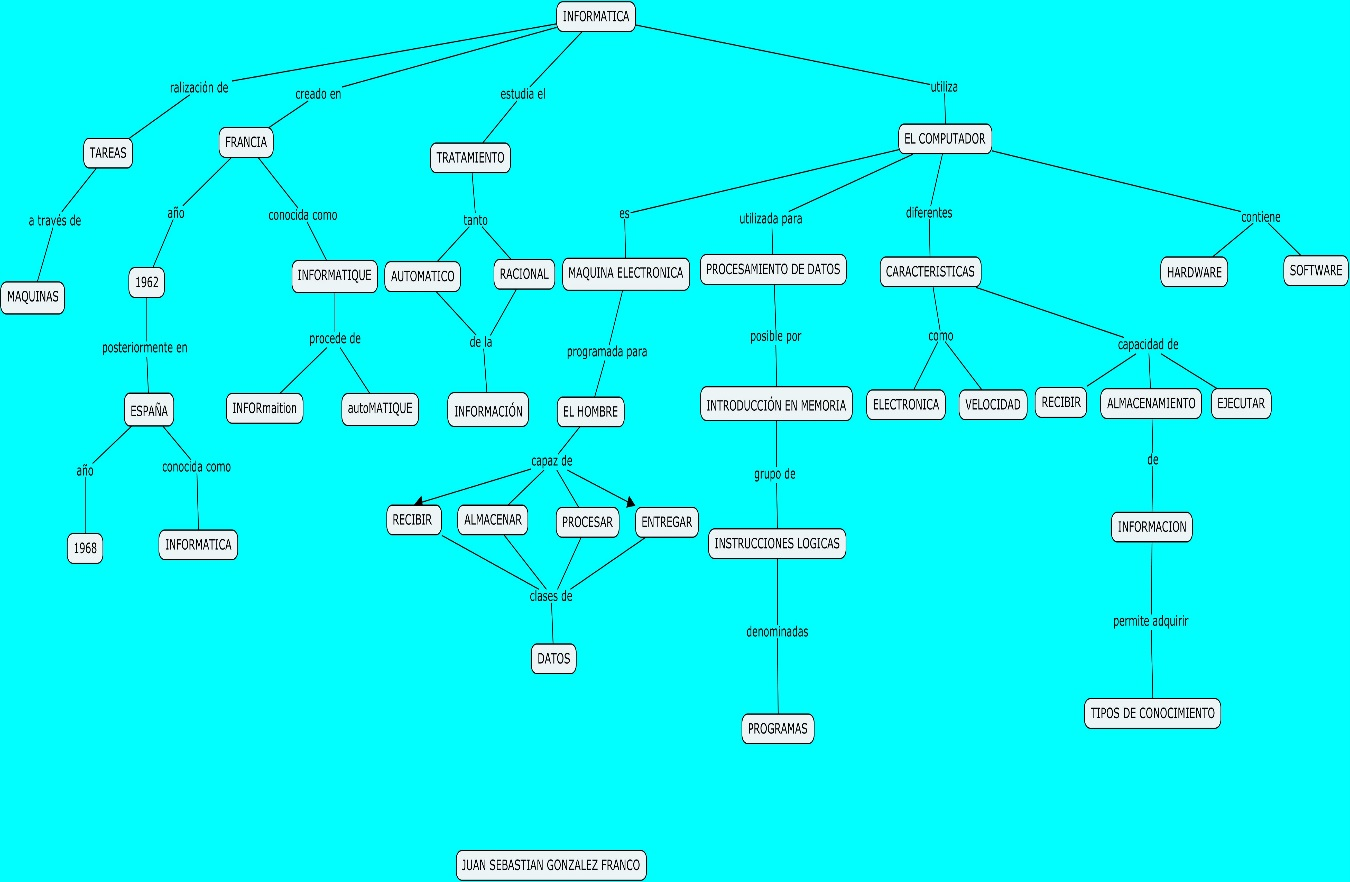 INFORMATICA
ralización de
creado en
estudia el
utiliza
TAREAS
FRANCIA
TRATAMIENTO
EL COMPUTADOR
a través de
año
conocida como
tanto
es
utilizada para
diferentes
contiene
MAQUINAS
1962
INFORMATIQUE
AUTOMATICO
RACIONAL
MAQUINA ELECTRONICA
PROCESAMIENTO DE DATOS
CARACTERISTICAS
HARDWARE
SOFTWARE
posteriormente en
procede de
de la
programada para
posible por
como
capacidad de
ESPAÑA
INFORmaition
autoMATIQUE
INFORMACIÓN
EL HOMBRE
INTRODUCCIÓN EN MEMORIA
ELECTRONICA
VELOCIDAD
RECIBIR
ALMACENAMIENTO
EJECUTAR
año
conocida como
capaz de
grupo de
de
1968
INFORMATICA
RECIBIR
ALMACENAR
PROCESAR
ENTREGAR
INSTRUCCIONES LOGICAS
INFORMACION
clases de
denominadas
permite adquirir
DATOS
PROGRAMAS
TIPOS DE CONOCIMIENTO
JUAN SEBASTIAN GONZALEZ FRANCO